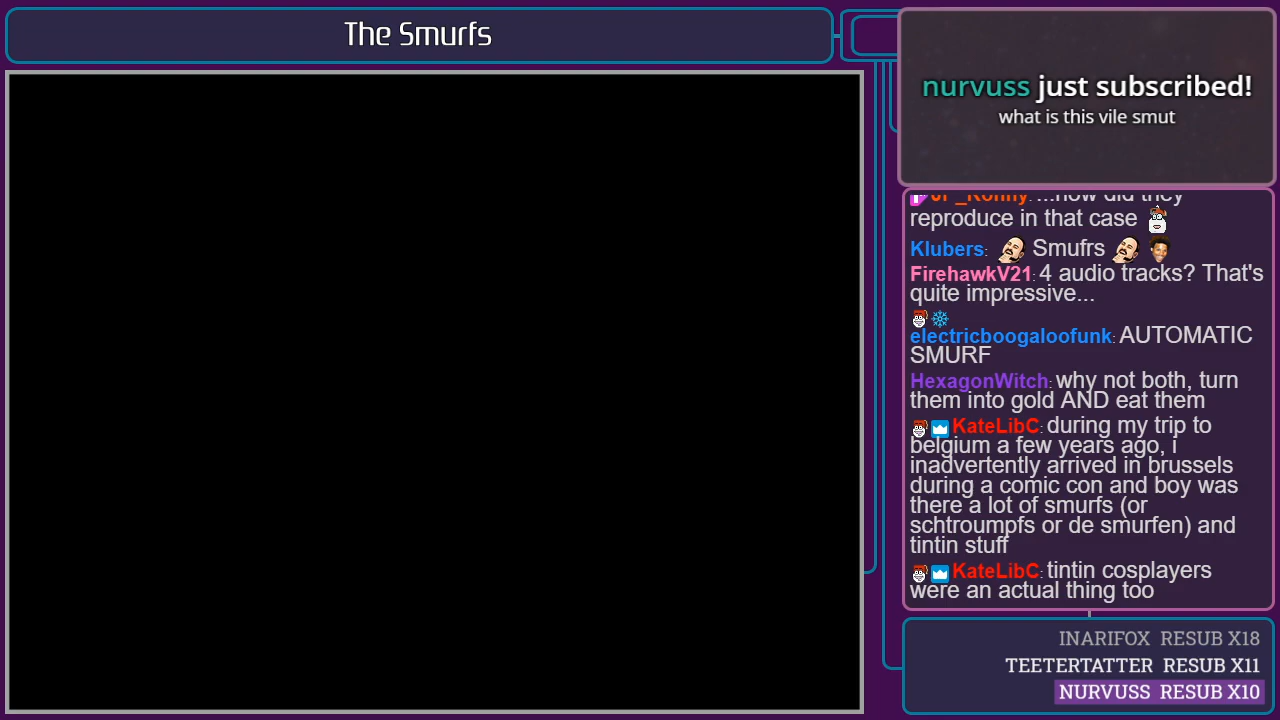 The Smurfs
nurvuss just subscribed!
what is this vile smut
JP_Ronny: ...how did they
reproduce in that case
Klubers: Smufrs
FirehawkV21: 4 audio tracks? That's
quite impressive...
electricboogaloofunk: AUTOMATIC
SMURF
HexagonWitch: why not both, turn
them into gold AND eat them
KateLibC: during my trip to
belgium a few years ago, i
inadvertently arrived in brussels
during a comic con and boy was
there a lot of smurfs (or
schtroumpfs or de smurfen) and
tintin stuff
KateLibC: tintin cosplayers
were an actual thing too
INARIFOX RESUB X18
TEETERTATTER RESUB X11
NURVUSS RESUB X10